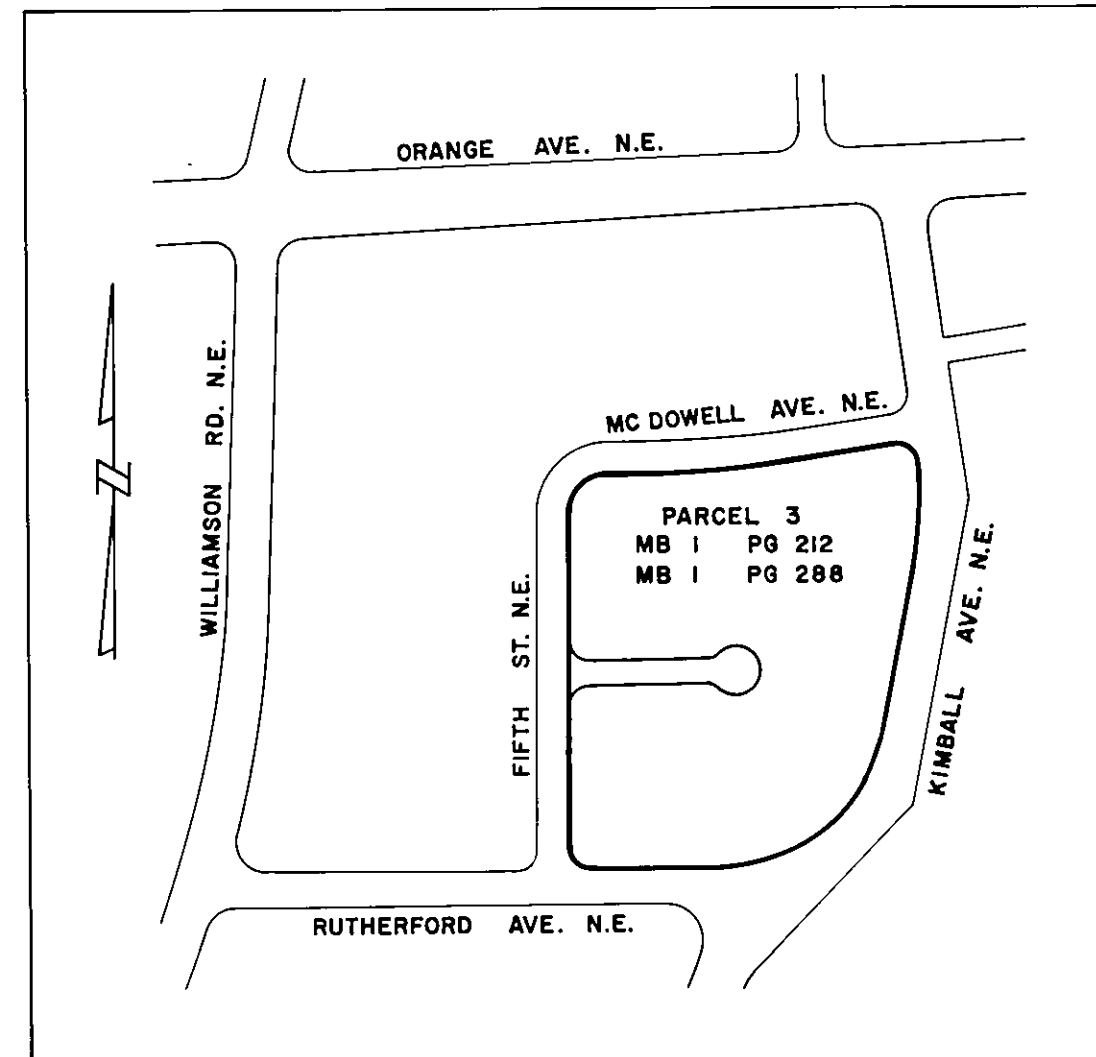 ORANGE AVE. N.E.
WILLIAMSON RD. N.E.
MC DOWELL AVE. N.E.
PARCEL 3
MB 1 PG 212
MB 1 PG 288
FIFTH ST. N.E.
KIMBALL AVE. N.E.
RUTHERFORD AVE. N.E.